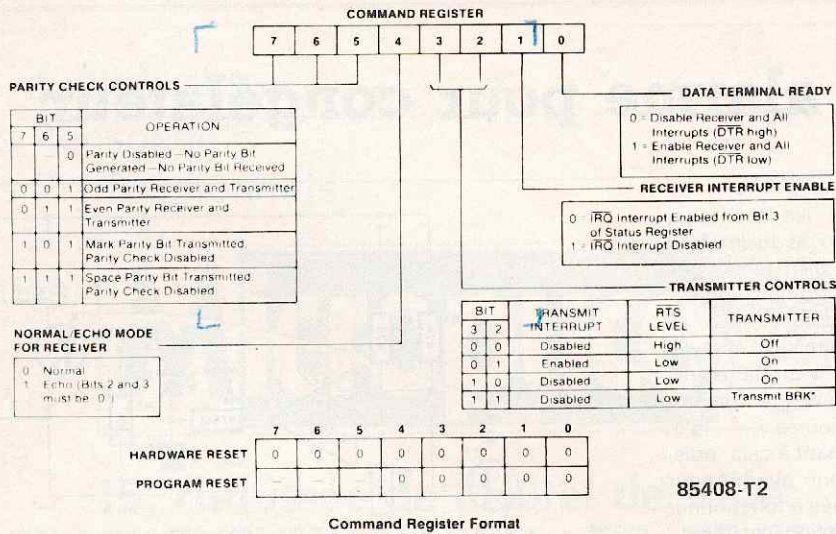 COMMAND REGISTER
7 6 5 4 3 2 1 0
PARITY CHECK CONTROLS
BIT
OPERATION
7 6 5
- - 0 Parity Disabled – No Parity Bit
Generated – No Parity Bit Received
0 0 1 Odd Parity Receiver and Transmitter
0 1 1 Even Parity Receiver and
Transmitter
1 0 1 Mark Parity Bit Transmitted,
Parity Check Disabled
1 1 1 Space Parity Bit Transmitted,
Parity Check Disabled
NORMAL/ECHO MODE
FOR RECEIVER
0 Normal
1 Echo (Bits 2 and 3
must be "0")
DATA TERMINAL READY
0 = Disable Receiver and All
Interrupts (DTR high)
1 = Enable Receiver and All
Interrupts (DTR low)
RECEIVER INTERRUPT ENABLE
0 = IRQ Interrupt Enabled from Bit 3
of Status Register
1 = IRQ Interrupt Disabled
TRANSMITTER CONTROLS
BIT TRANSMIT RTS TRANSMITTER
3 2 INTERRUPT LEVEL
0 0 Disabled High Off
0 1 Enabled Low On
1 0 Disabled Low On
1 1 Disabled Low Transmit BRK*
7 6 5 4 3 2 1 0
HARDWARE RESET 0 0 0 0 0 0 0 0
PROGRAM RESET - - - 0 0 0 0 0
85408-T2
Command Register Format